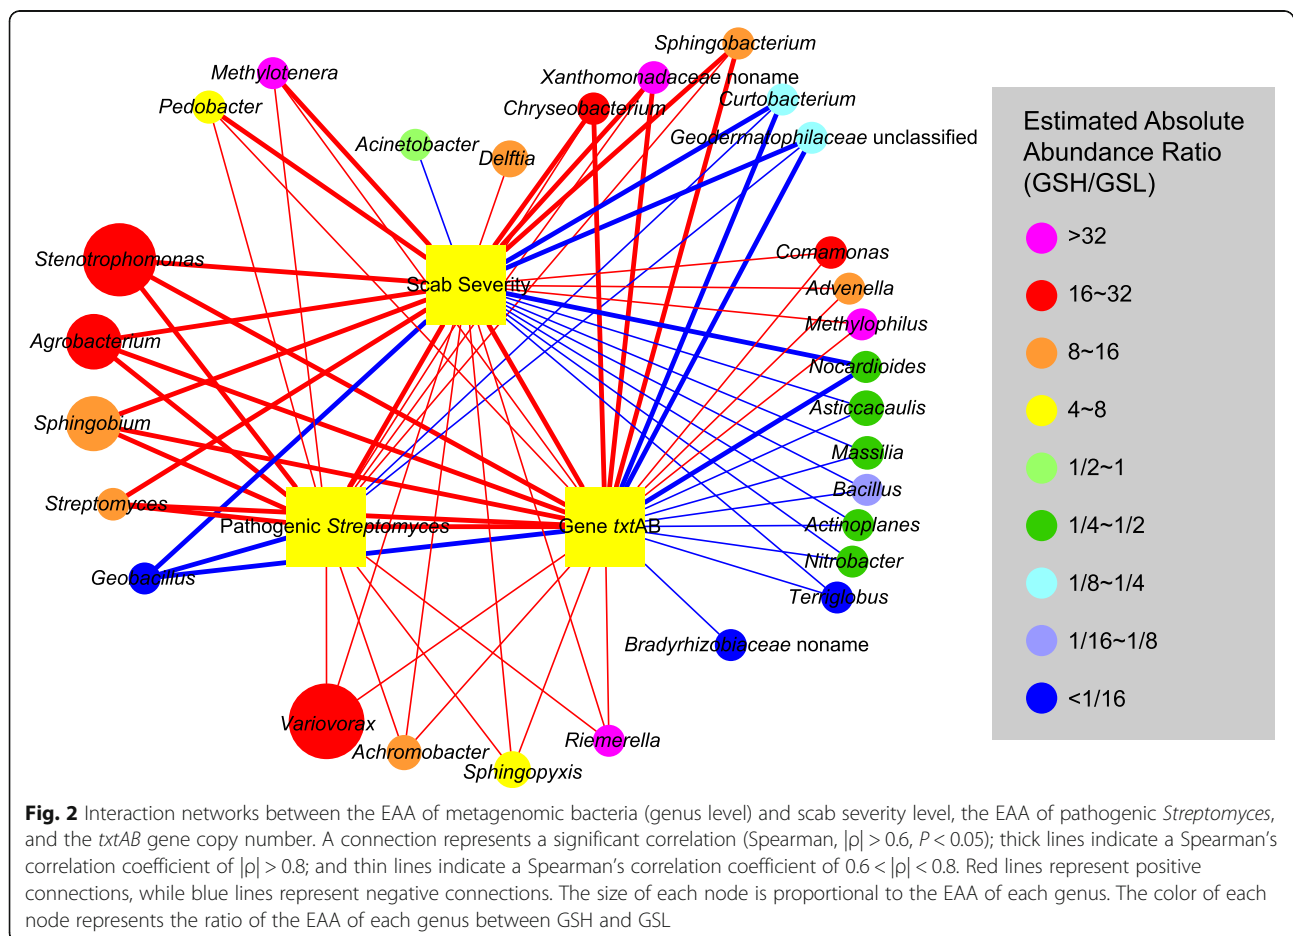 Sphingobacterium
Methylotenera
Xanthomonadaceae noname
Pedobacter
Chryseobacterium
Curtobacterium
Acinetobacter
Delftia
Geodermatophilaceae unclassified
Stenotrophomonas
Scab Severity
Comamonas
Advenella
Agrobacterium
Methylophilus
Nocardioides
Sphingobium
Asticcacaulis
Massilia
Streptomyces
Bacillus
Pathogenic Streptomyces
Gene txtAB
Actinoplanes
Geobacillus
Nitrobacter
Terriglobus
Bradyrhizobiaceae noname
Variovorax
Achromobacter
Riemerella
Sphingopyxis
Estimated Absolute
Abundance Ratio
(GSH/GSL)
>32
16~32
8~16
4~8
1/2~1
1/4~1/2
1/8~1/4
1/16~1/8
<1/16
Fig. 2 Interaction networks between the EAA of metagenomic bacteria (genus level) and scab severity level, the EAA of pathogenic Streptomyces,
and the txtAB gene copy number. A connection represents a significant correlation (Spearman, |ρ| > 0.6, P < 0.05); thick lines indicate a Spearman's
correlation coefficient of |ρ| > 0.8; and thin lines indicate a Spearman's correlation coefficient of 0.6 < |ρ| < 0.8. Red lines represent positive
connections, while blue lines represent negative connections. The size of each node is proportional to the EAA of each genus. The color of each
node represents the ratio of the EAA of each genus between GSH and GSL